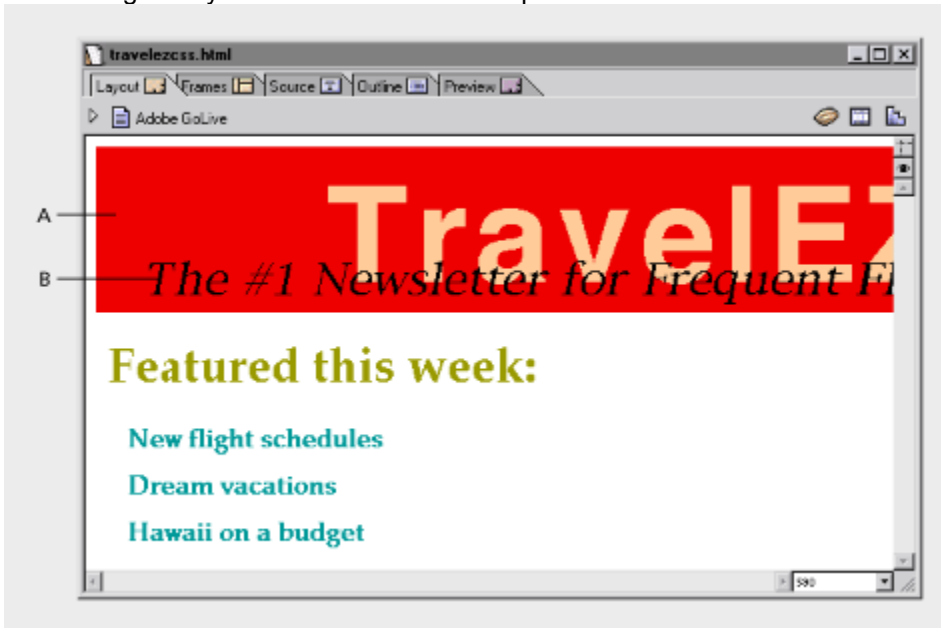 travelezcss.html
Layout Frames Source Outline Preview
Adobe GoLive
A
TravelEZ
B
The #1 Newsletter for Frequent Fl
Featured this week:
New flight schedules
Dream vacations
Hawaii on a budget
590